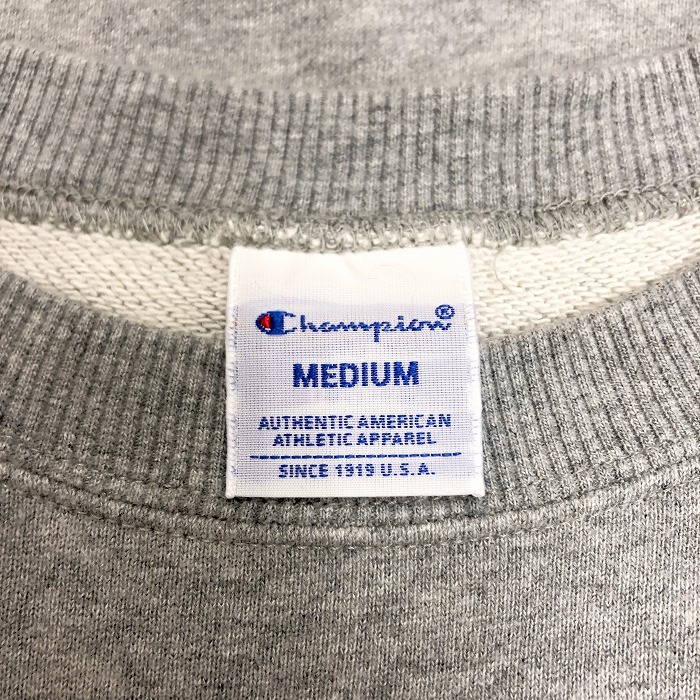 Champion®
MEDIUM
AUTHENTIC AMERICAN
ATHLETIC APPAREL
SINCE 1919 U.S.A.